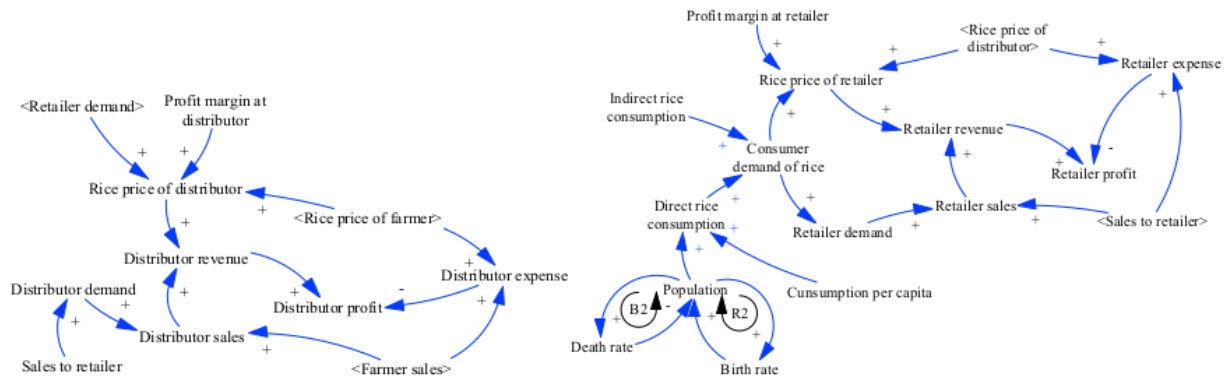 <Retailer demand>
Profit margin at
distributor
+
+
Rice price of distributor
+
<Rice price of farmer>
+
Distributor revenue
+
Distributor expense
-
+
+
Distributor demand
+
Distributor profit
+
+
Distributor sales
+
Sales to retailer
<Farmer sales>
Profit margin at retailer
+
+
<Rice price of
distributor>
+
Retailer expense
Rice price of retailer
+
Indirect rice
consumption
+
+
Retailer revenue
+
Consumer
demand of rice
-
+
Retailer profit
+
Direct rice
consumption
+
+
+
+
Retailer sales
+
<Sales to retailer>
Retailer demand
+
+
Population
Cunsumption per capita
B2
-
+
R2
+
+
Death rate
Birth rate